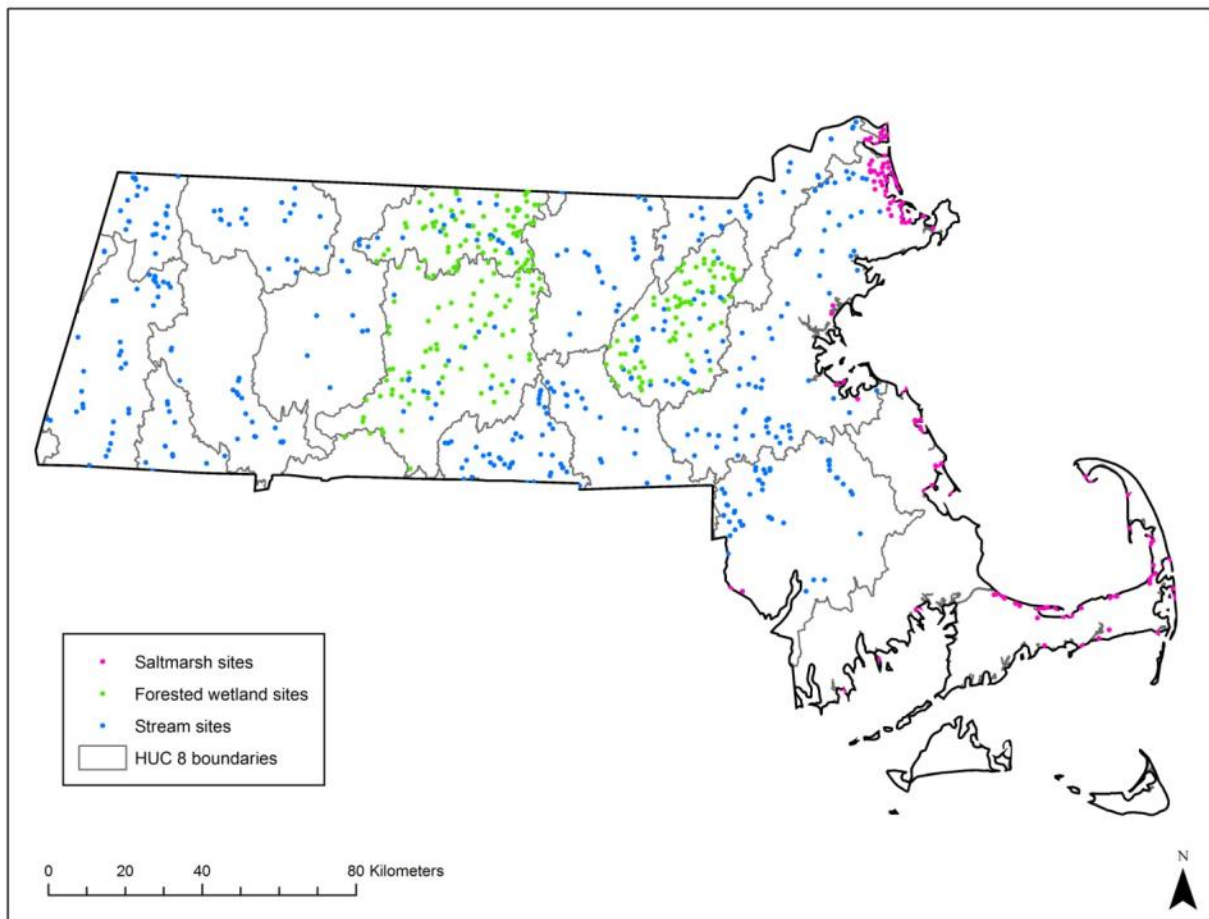 Saltmarsh sites
Forested wetland sites
Stream sites
HUC 8 boundaries
0 20 40 80 Kilometers
N